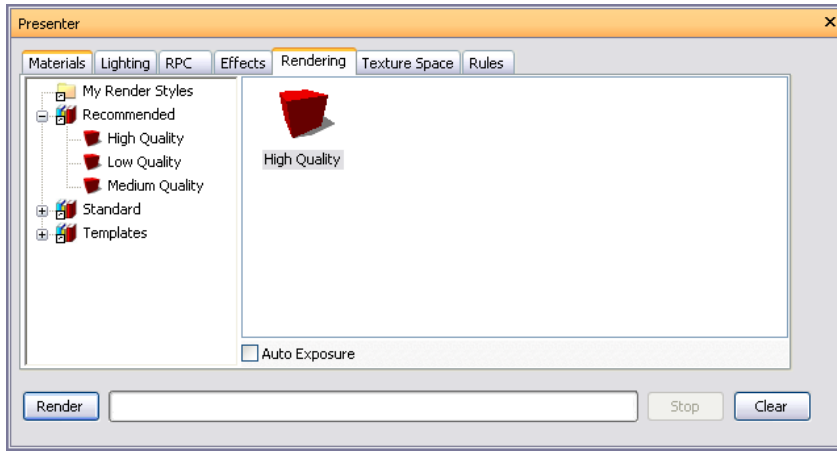 Presenter
Materials Lighting RPC Effects Rendering Texture Space Rules
My Render Styles
Recommended
High Quality
Low Quality
Medium Quality
Standard
Templates
High Quality
Auto Exposure
Render Stop Clear